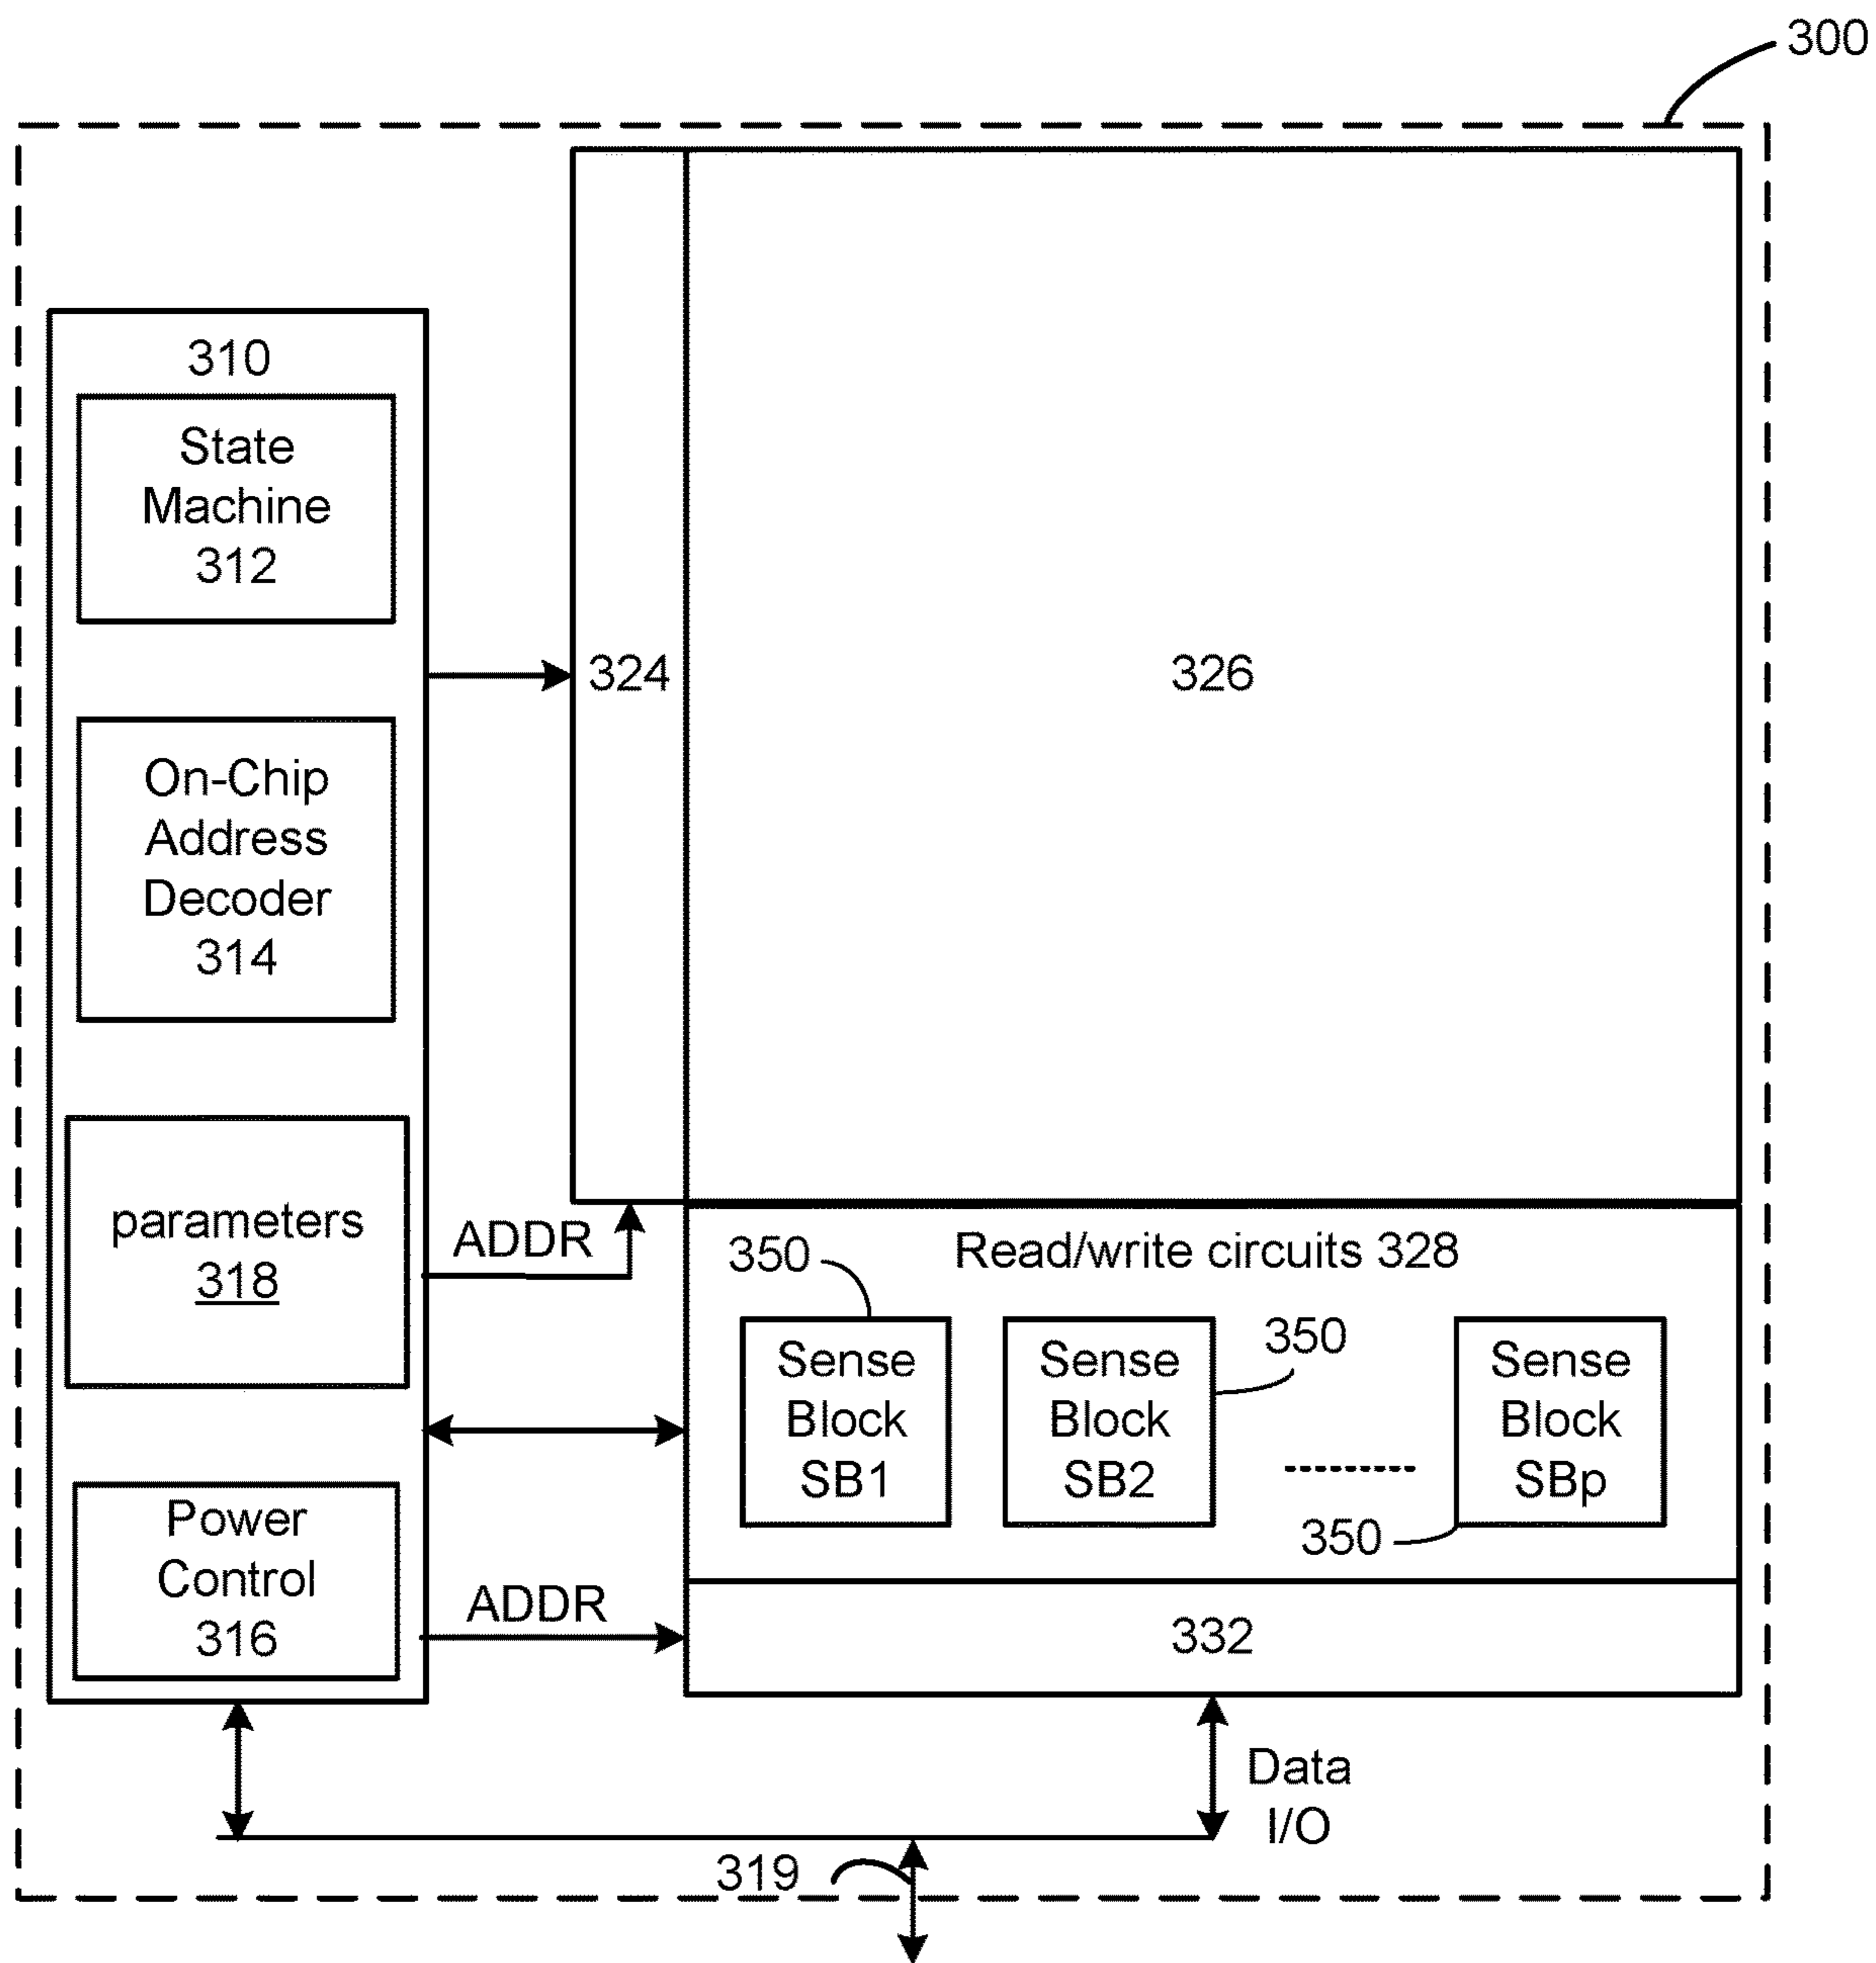 300
310
State
Machine
312
On-Chip
Address
Decoder
314
parameters
318
Power
Control
316
324
326
ADDR
ADDR
Read/write circuits 328
350
Sense
Block
SB1
350
Sense
Block
SB2
350
Sense
Block
SBp
332
Data
I/O
319